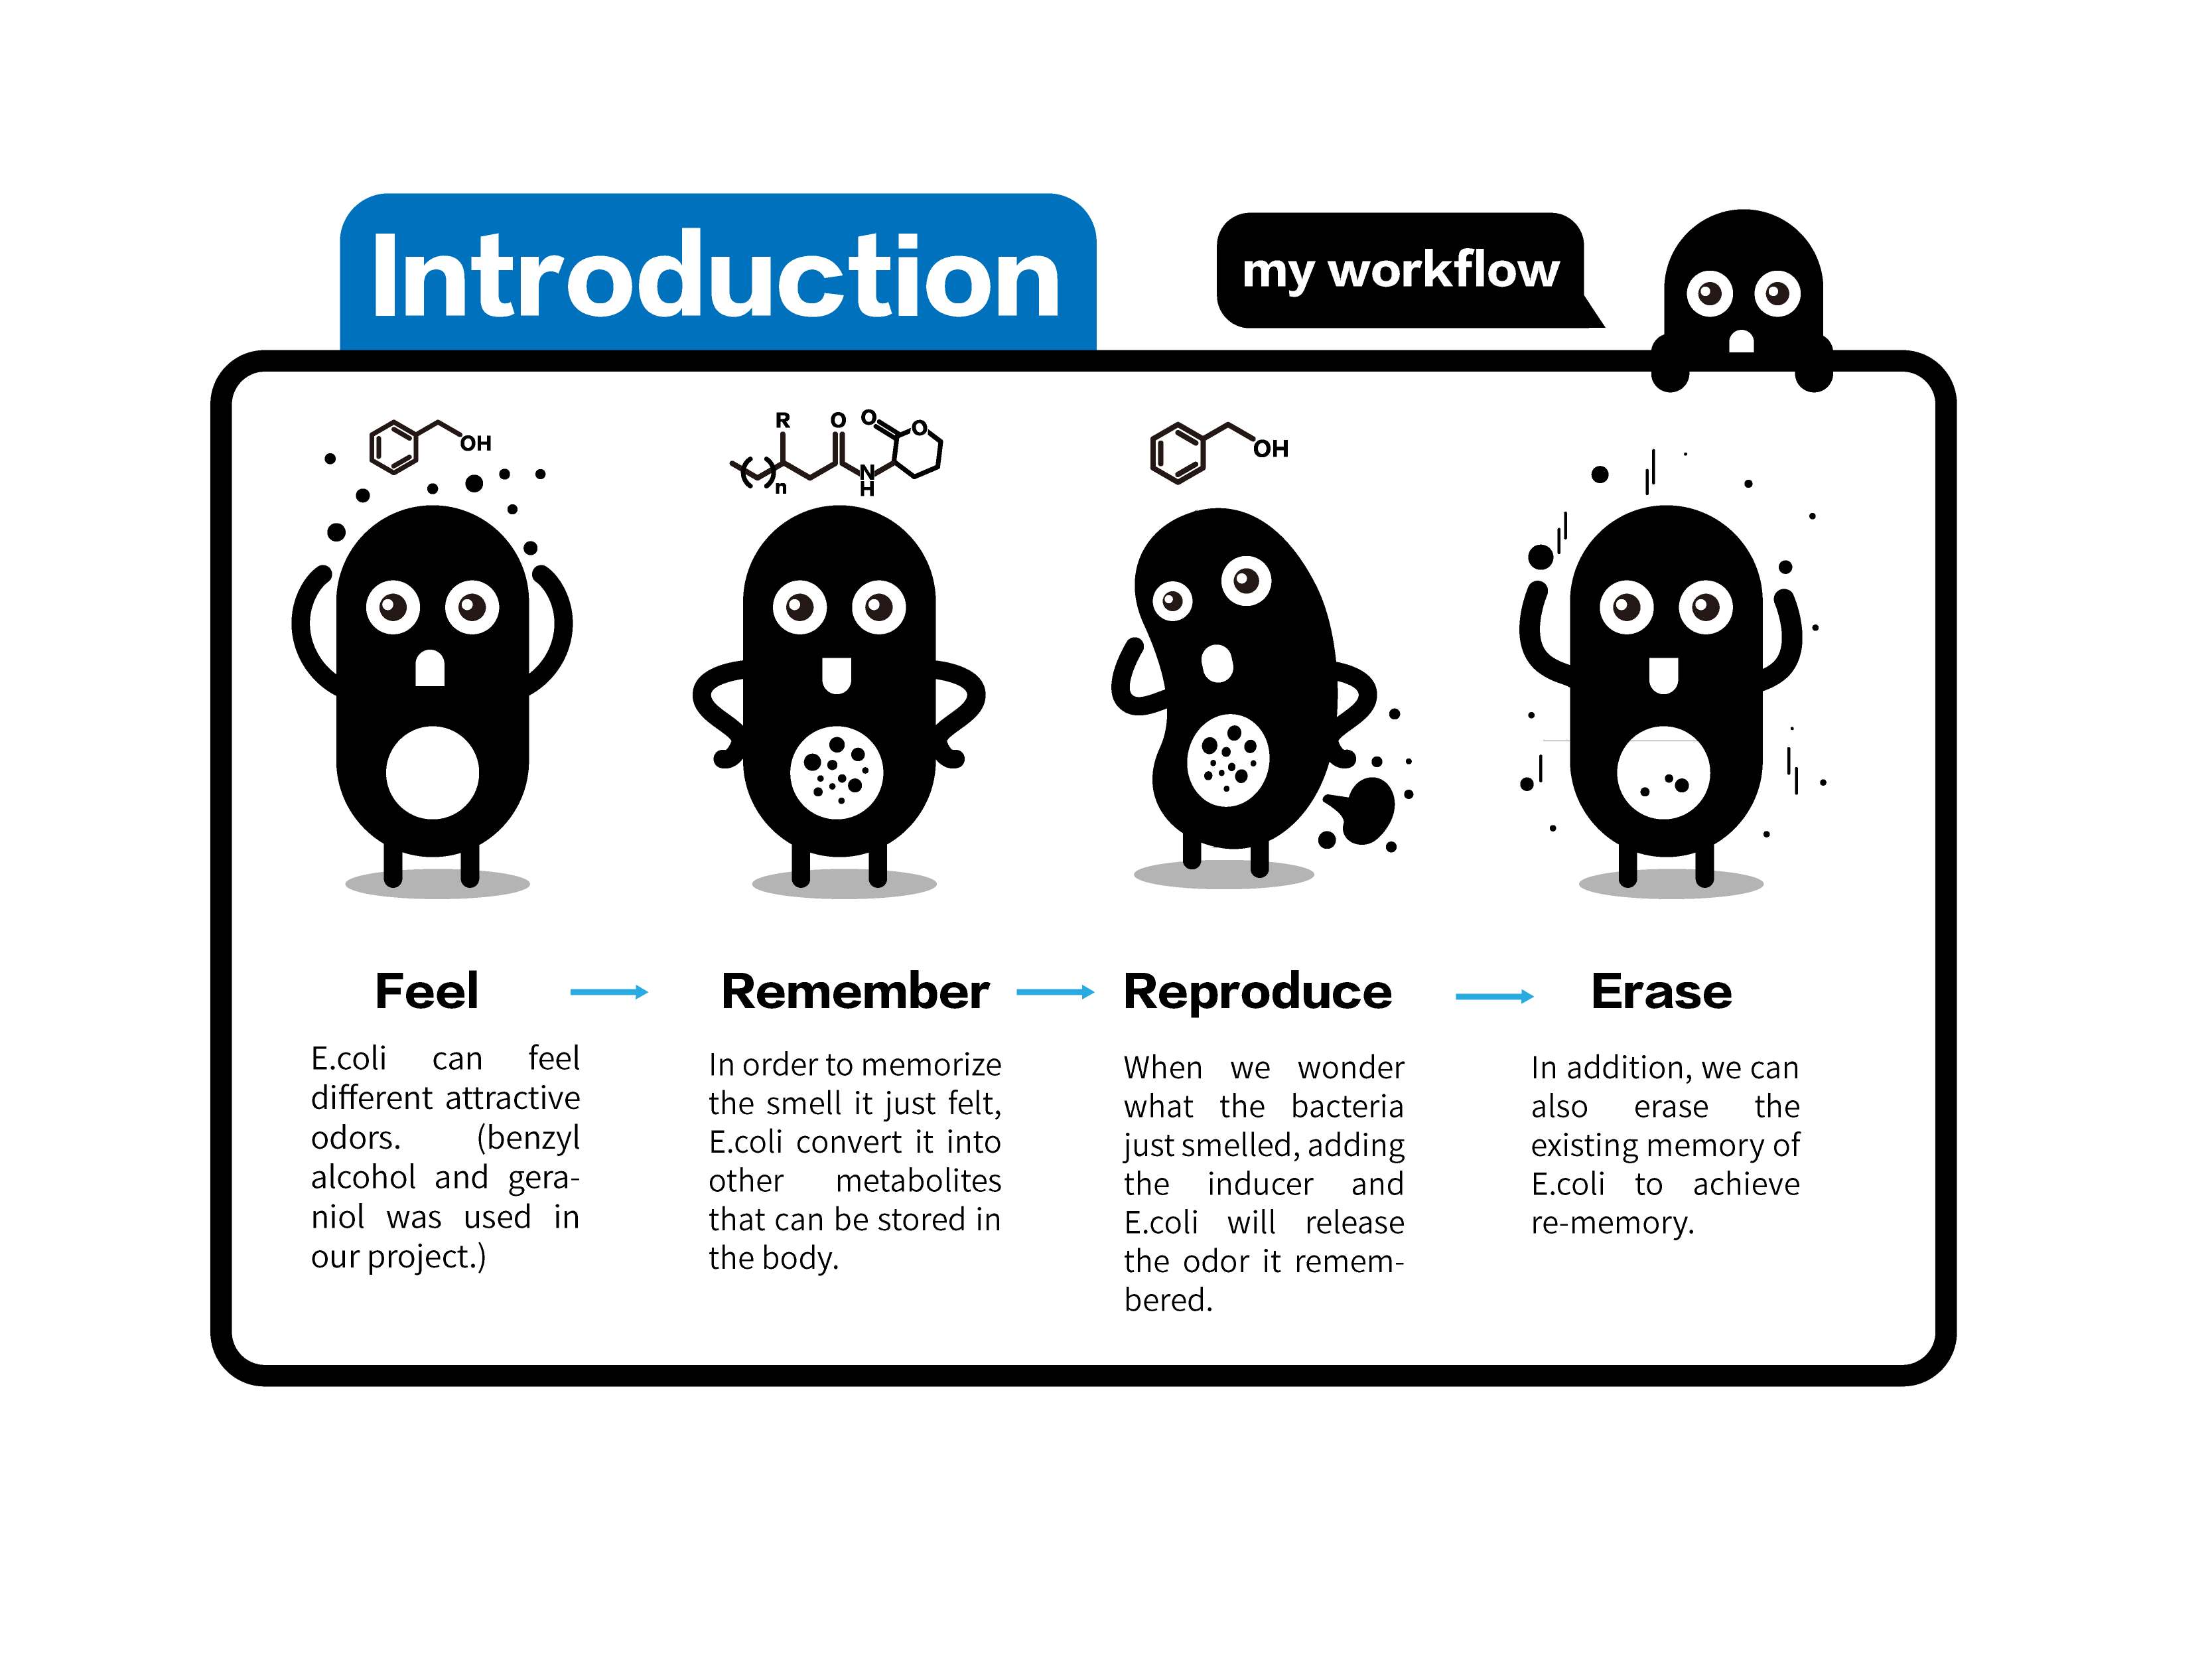 Introduction
my workflow
OH
R
O
O
O
N
H
n
OH
Feel
Remember
Reproduce
Erase
E.coli can feel
different attractive
odors. (benzyl
alcohol and gera-
niol was used in
our project.)
In order to memorize
the smell it just felt,
E.coli convert it into
other metabolites
that can be stored in
the body.
When we wonder
what the bacteria
just smelled, adding
the inducer and
E.coli will release
the odor it remem-
bered.
In addition, we can
also erase the
existing memory of
E.coli to achieve
re-memory.